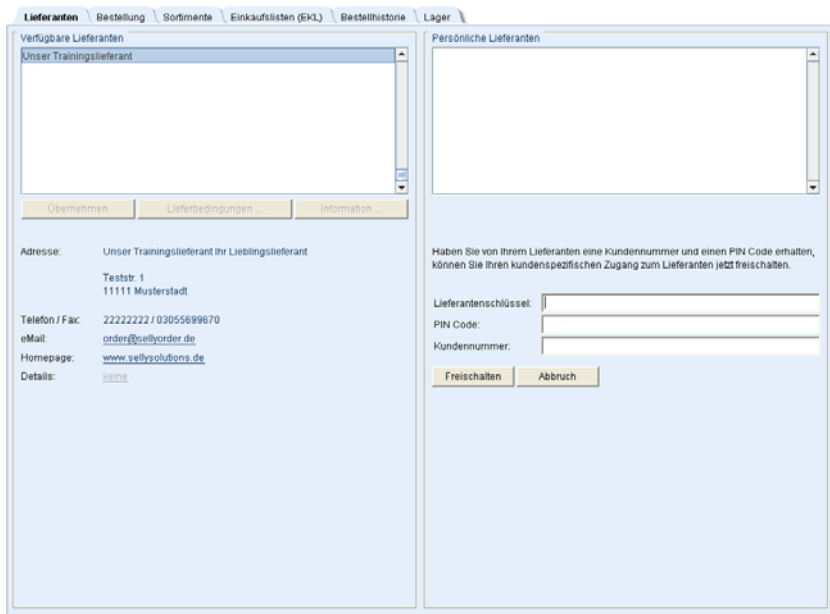 Lieferanten Bestellung Sortimente Einkaufslisten (EKL) Bestellhistorie Lager
Verfügbare Lieferanten
Unser Trainingslieferant
Übernehmen Lieferbedingungen ... Information ...
Adresse: Unser Trainingslieferant Ihr Lieblingslieferant
Teststr. 1
11111 Musterstadt
Telefon / Fax: 22222222 / 03055699670
eMail: order@sellyorder.de
Homepage: www.sellysolutions.de
Details: keine
Persönliche Lieferanten
Haben Sie von Ihrem Lieferanten eine Kundennummer und einen PIN Code erhalten,
können Sie Ihren kundenspezifischen Zugang zum Lieferanten jetzt freischalten.
Lieferantenschlüssel:
PIN Code:
Kundennummer:
Freischalten Abbruch